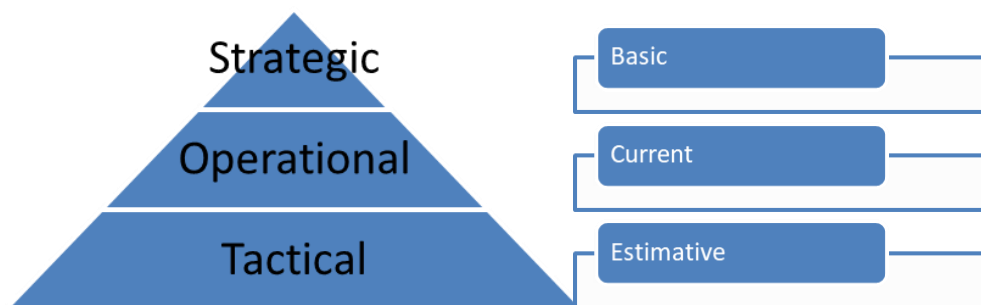 Strategic
Operational
Tactical
Basic
Current
Estimative